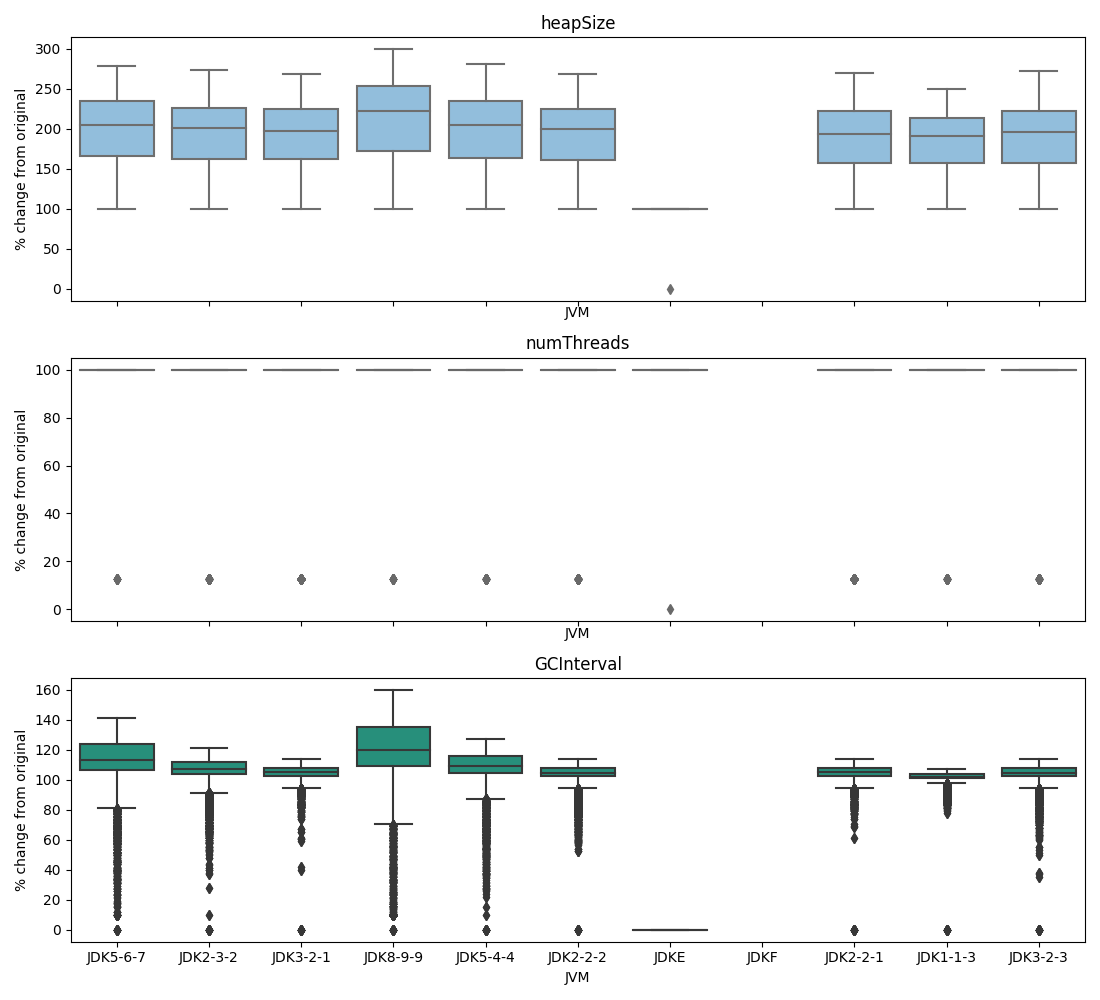 heapSize
% change from original
300
250
200
150
100
50
0
JVM
numThreads
% change from original
100
80
60
40
20
0
JVM
GCInterval
% change from original
160
140
120
100
80
60
40
20
0
JDK5-6-7 JDK2-3-2 JDK3-2-1 JDK8-9-9 JDK5-4-4 JDK2-2-2 JDKE JDKF JDK2-2-1 JDK1-1-3 JDK3-2-3
JVM